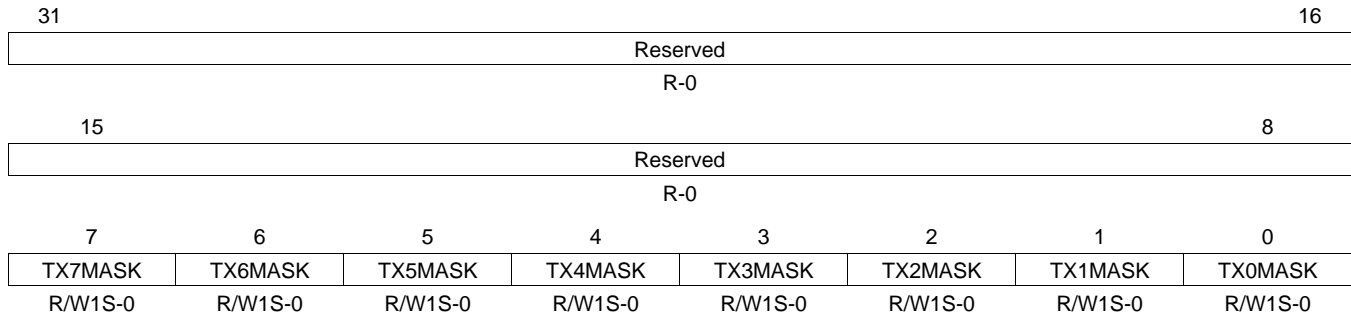 31 16
Reserved
R-0
15 8
Reserved
R-0
7 6 5 4 3 2 1 0
TX7MASK TX6MASK TX5MASK TX4MASK TX3MASK TX2MASK TX1MASK TX0MASK
R/W1S-0 R/W1S-0 R/W1S-0 R/W1S-0 R/W1S-0 R/W1S-0 R/W1S-0 R/W1S-0